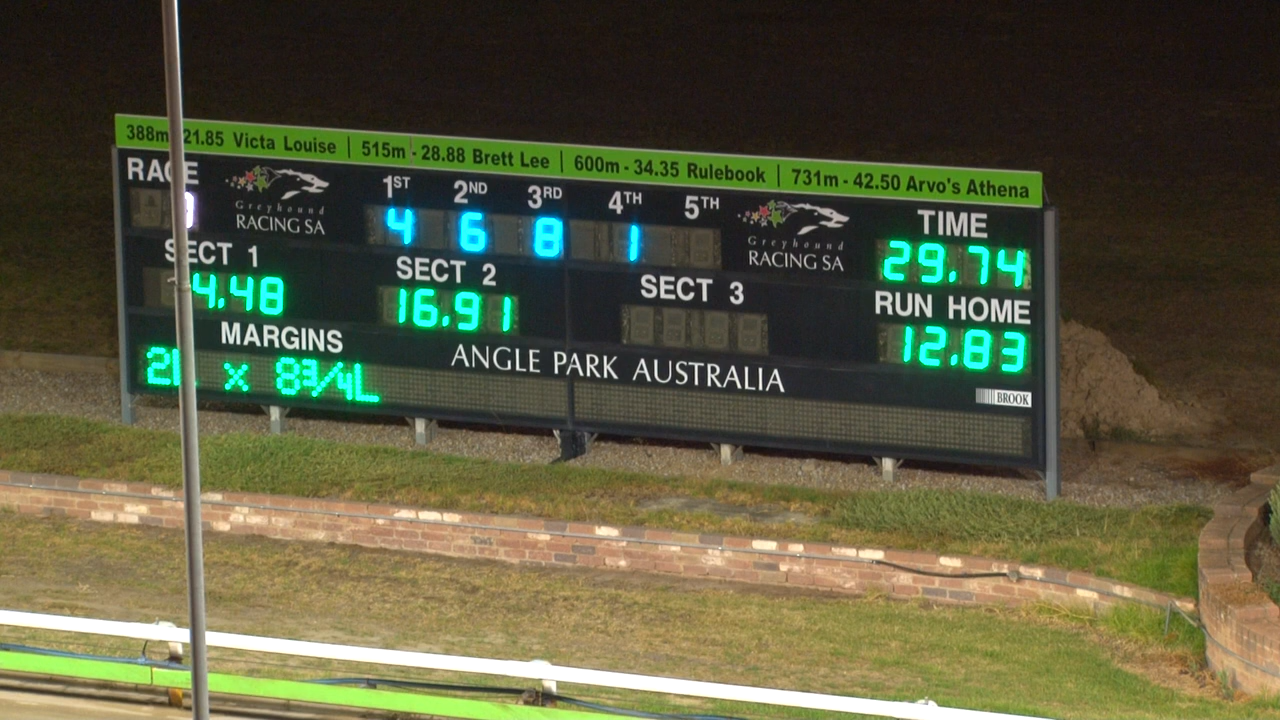 388m 21.85 Victa Louise | 515m - 28.88 Brett Lee | 600m - 34.35 Rulebook | 731m - 42.50 Arvo's Athena
RACE
Greyhound
RACING SA
1ST 2ND 3RD 4TH 5TH
4 6 8 1
Greyhound
RACING SA
TIME
29.74
SECT 1
4.48
SECT 2
16.91
SECT 3
RUN HOME
12.83
MARGINS
2L x 8 3/4L
ANGLE PARK AUSTRALIA
BROOK